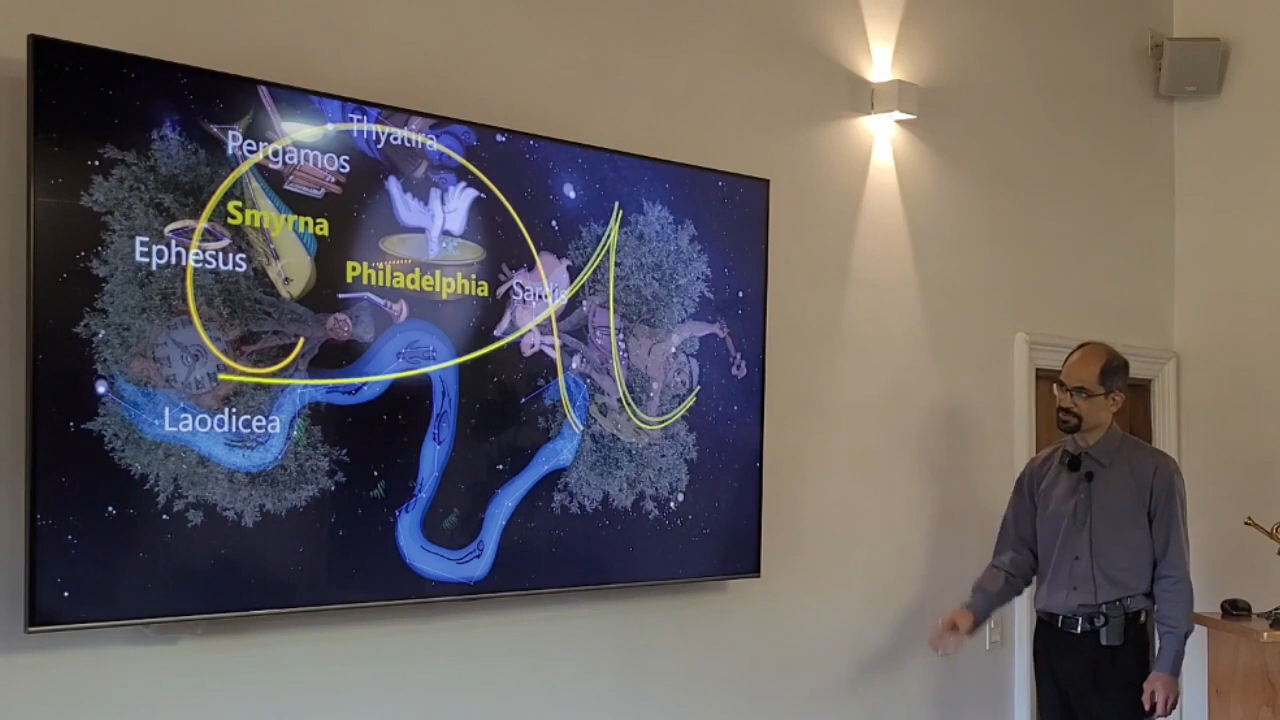 Thyatira
Pergamos
Smyrna
Ephesus
Philadelphia
Sardis
Laodicea